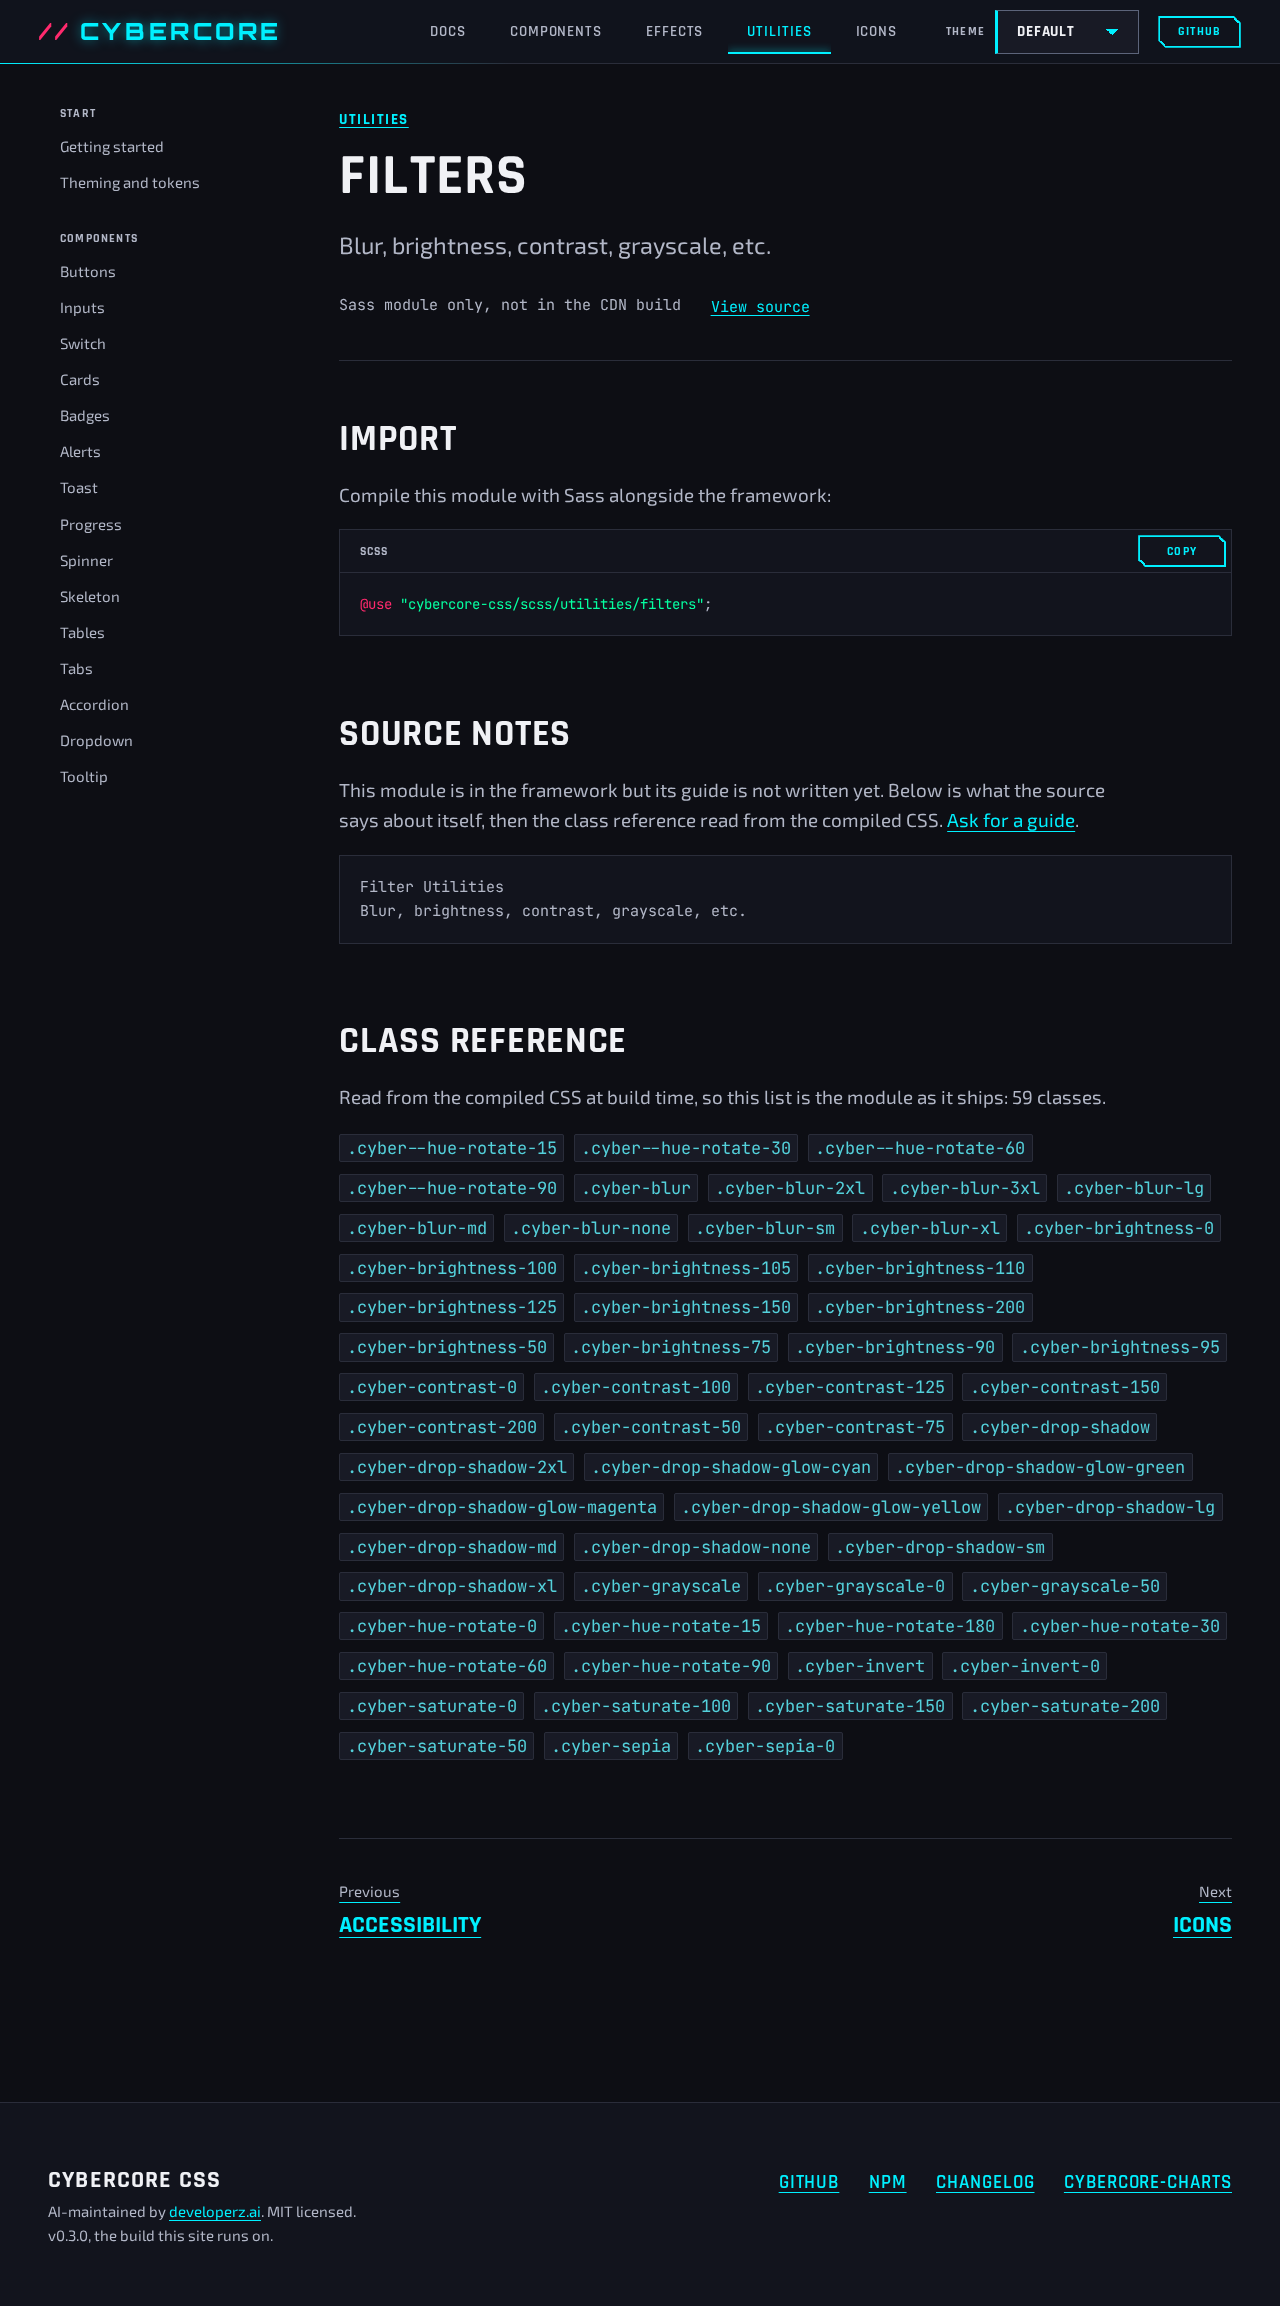 // CYBERCORE
DOCS
COMPONENTS
EFFECTS
UTILITIES
ICONS
THEME
DEFAULT
GITHUB
START
Getting started
Theming and tokens
COMPONENTS
Buttons
Inputs
Switch
Cards
Badges
Alerts
Toast
Progress
Spinner
Skeleton
Tables
Tabs
Accordion
Dropdown
Tooltip
UTILITIES
FILTERS
Blur, brightness, contrast, grayscale, etc.
Sass module only, not in the CDN build View source
IMPORT
Compile this module with Sass alongside the framework:
SCSS
COPY
@use "cybercore-css/scss/utilities/filters";
SOURCE NOTES
This module is in the framework but its guide is not written yet. Below is what the source
says about itself, then the class reference read from the compiled CSS. Ask for a guide.
Filter Utilities
Blur, brightness, contrast, grayscale, etc.
CLASS REFERENCE
Read from the compiled CSS at build time, so this list is the module as it ships: 59 classes.
.cyber--hue-rotate-15 .cyber--hue-rotate-30 .cyber--hue-rotate-60
.cyber--hue-rotate-90 .cyber-blur .cyber-blur-2xl .cyber-blur-3xl .cyber-blur-lg
.cyber-blur-md .cyber-blur-none .cyber-blur-sm .cyber-blur-xl .cyber-brightness-0
.cyber-brightness-100 .cyber-brightness-105 .cyber-brightness-110
.cyber-brightness-125 .cyber-brightness-150 .cyber-brightness-200
.cyber-brightness-50 .cyber-brightness-75 .cyber-brightness-90 .cyber-brightness-95
.cyber-contrast-0 .cyber-contrast-100 .cyber-contrast-125 .cyber-contrast-150
.cyber-contrast-200 .cyber-contrast-50 .cyber-contrast-75 .cyber-drop-shadow
.cyber-drop-shadow-2xl .cyber-drop-shadow-glow-cyan .cyber-drop-shadow-glow-green
.cyber-drop-shadow-glow-magenta .cyber-drop-shadow-glow-yellow .cyber-drop-shadow-lg
.cyber-drop-shadow-md .cyber-drop-shadow-none .cyber-drop-shadow-sm
.cyber-drop-shadow-xl .cyber-grayscale .cyber-grayscale-0 .cyber-grayscale-50
.cyber-hue-rotate-0 .cyber-hue-rotate-15 .cyber-hue-rotate-180 .cyber-hue-rotate-30
.cyber-hue-rotate-60 .cyber-hue-rotate-90 .cyber-invert .cyber-invert-0
.cyber-saturate-0 .cyber-saturate-100 .cyber-saturate-150 .cyber-saturate-200
.cyber-saturate-50 .cyber-sepia .cyber-sepia-0
Previous
ACCESSIBILITY
Next
ICONS
CYBERCORE CSS
AI-maintained by developerz.ai. MIT licensed.
v0.3.0, the build this site runs on.
GITHUB
NPM
CHANGELOG
CYBERCORE-CHARTS